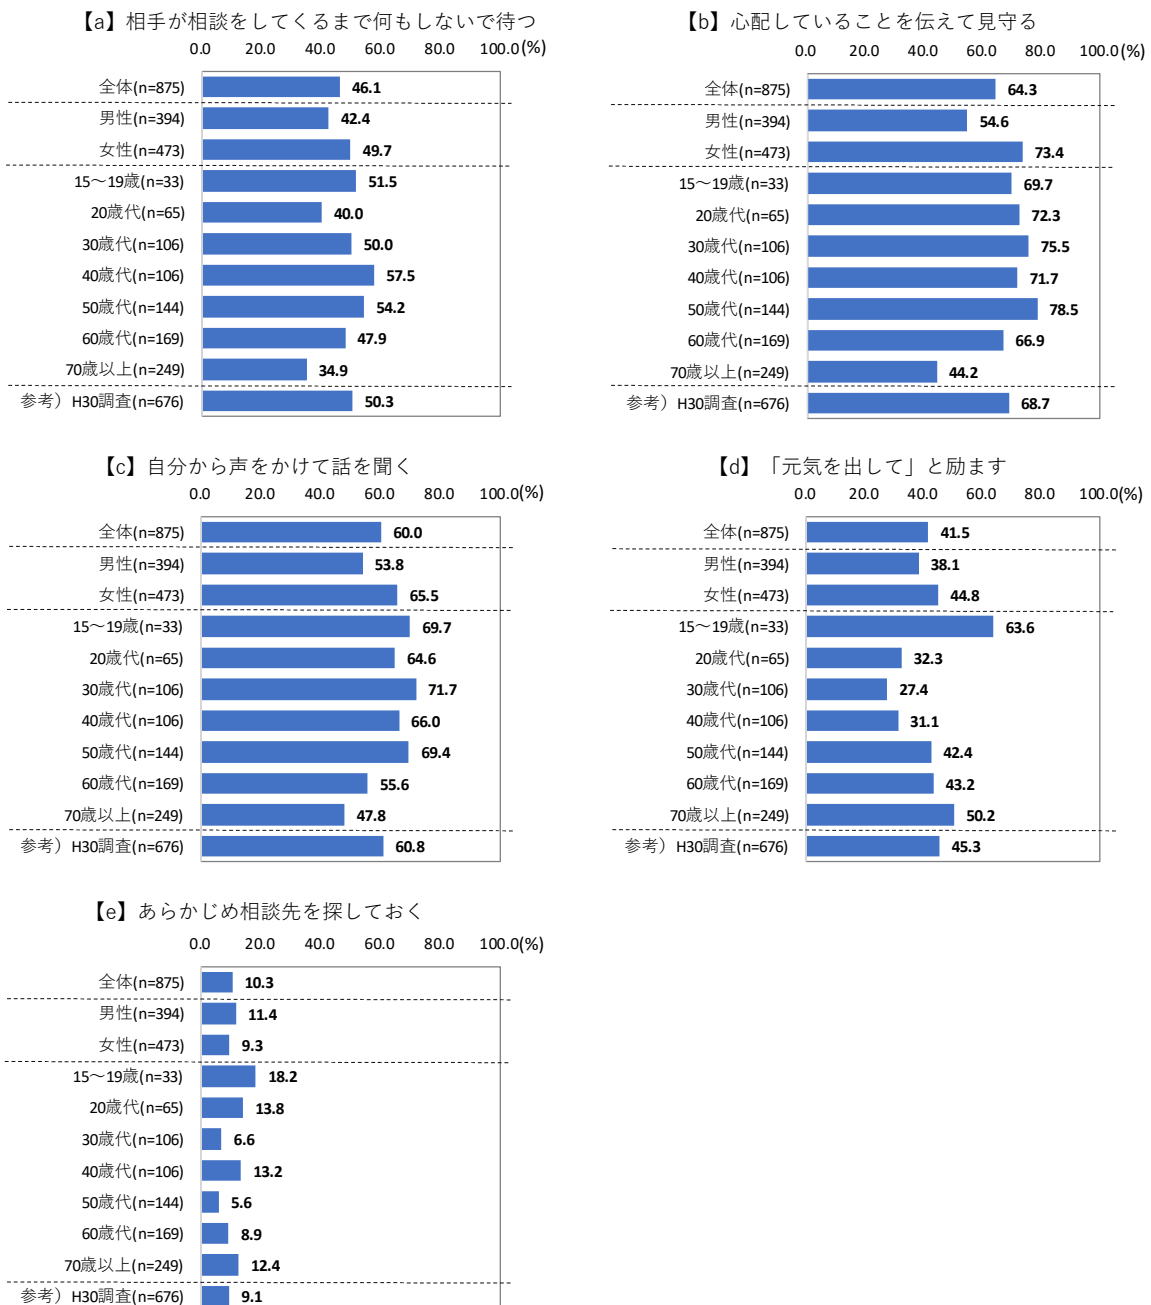 【a】相手が相談をしてくるまで何もしないで待つ
0.0 20.0 40.0 60.0 80.0 100.0(%)
全体(n=875) 46.1
男性(n=394) 42.4
女性(n=473) 49.7
15～19歳(n=33) 51.5
20歳代(n=65) 40.0
30歳代(n=106) 50.0
40歳代(n=106) 57.5
50歳代(n=144) 54.2
60歳代(n=169) 47.9
70歳以上(n=249) 34.9
参考）H30調査(n=676) 50.3
【b】心配していることを伝えて見守る
0.0 20.0 40.0 60.0 80.0 100.0(%)
全体(n=875) 64.3
男性(n=394) 54.6
女性(n=473) 73.4
15～19歳(n=33) 69.7
20歳代(n=65) 72.3
30歳代(n=106) 75.5
40歳代(n=106) 71.7
50歳代(n=144) 78.5
60歳代(n=169) 66.9
70歳以上(n=249) 44.2
参考）H30調査(n=676) 68.7
【c】自分から声をかけて話を聞く
0.0 20.0 40.0 60.0 80.0 100.0(%)
全体(n=875) 60.0
男性(n=394) 53.8
女性(n=473) 65.5
15～19歳(n=33) 69.7
20歳代(n=65) 64.6
30歳代(n=106) 71.7
40歳代(n=106) 66.0
50歳代(n=144) 69.4
60歳代(n=169) 55.6
70歳以上(n=249) 47.8
参考）H30調査(n=676) 60.8
【d】「元気を出して」と励ます
0.0 20.0 40.0 60.0 80.0 100.0(%)
全体(n=875) 41.5
男性(n=394) 38.1
女性(n=473) 44.8
15～19歳(n=33) 63.6
20歳代(n=65) 32.3
30歳代(n=106) 27.4
40歳代(n=106) 31.1
50歳代(n=144) 42.4
60歳代(n=169) 43.2
70歳以上(n=249) 50.2
参考）H30調査(n=676) 45.3
【e】あらかじめ相談先を探しておく
0.0 20.0 40.0 60.0 80.0 100.0(%)
全体(n=875) 10.3
男性(n=394) 11.4
女性(n=473) 9.3
15～19歳(n=33) 18.2
20歳代(n=65) 13.8
30歳代(n=106) 6.6
40歳代(n=106) 13.2
50歳代(n=144) 5.6
60歳代(n=169) 8.9
70歳以上(n=249) 12.4
参考）H30調査(n=676) 9.1